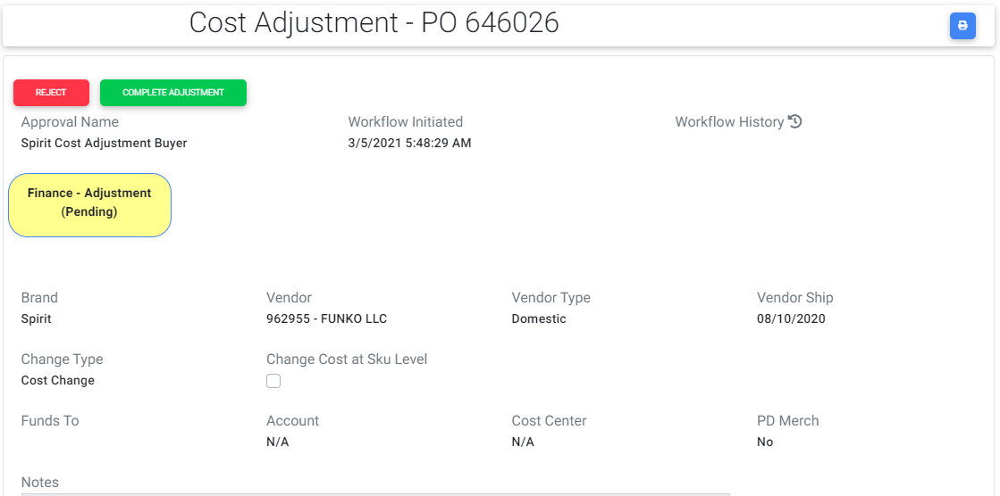 Cost Adjustment - PO 646026
REJECT
COMPLETE ADJUSTMENT
Approval Name
Workflow Initiated
Workflow History
Spirit Cost Adjustment Buyer
3/5/2021 5:48:29 AM
Finance - Adjustment
(Pending)
Brand
Vendor
Vendor Type
Vendor Ship
Spirit
962955 - FUNKO LLC
Domestic
08/10/2020
Change Type
Change Cost at Sku Level
Cost Change
Funds To
Account
Cost Center
PD Merch
N/A
N/A
No
Notes